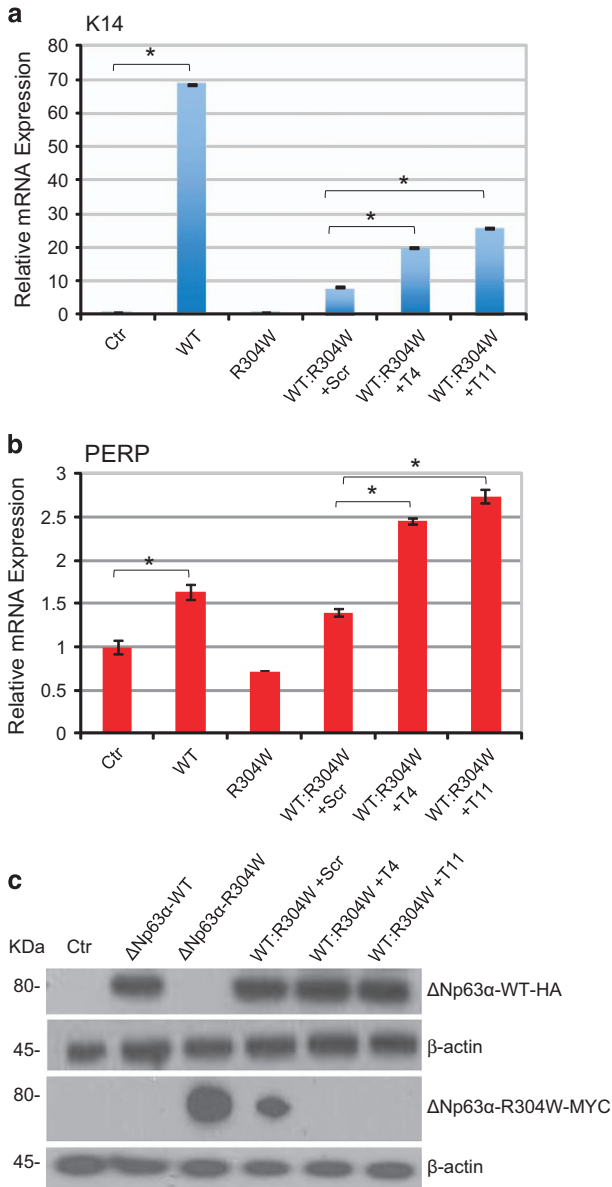 a
K14
Relative mRNA Expression
80
70
60
50
40
30
20
10
0
*
*
*
Ctr
WT
R304W
WT:R304W
+Scr
WT:R304W
+T4
WT:R304W
+T11
b
PERP
Relative mRNA Expression
3
2.5
2
1.5
1
0.5
0
*
*
*
Ctr
WT
R304W
WT:R304W
+Scr
WT:R304W
+T4
WT:R304W
+T11
c
KDa
Ctr
ΔNp63α-WT
ΔNp63α-R304W
WT:R304W +Scr
WT:R304W +T4
WT:R304W +T11
80-
ΔNp63α-WT-HA
45-
β-actin
80-
ΔNp63α-R304W-MYC
45-
β-actin